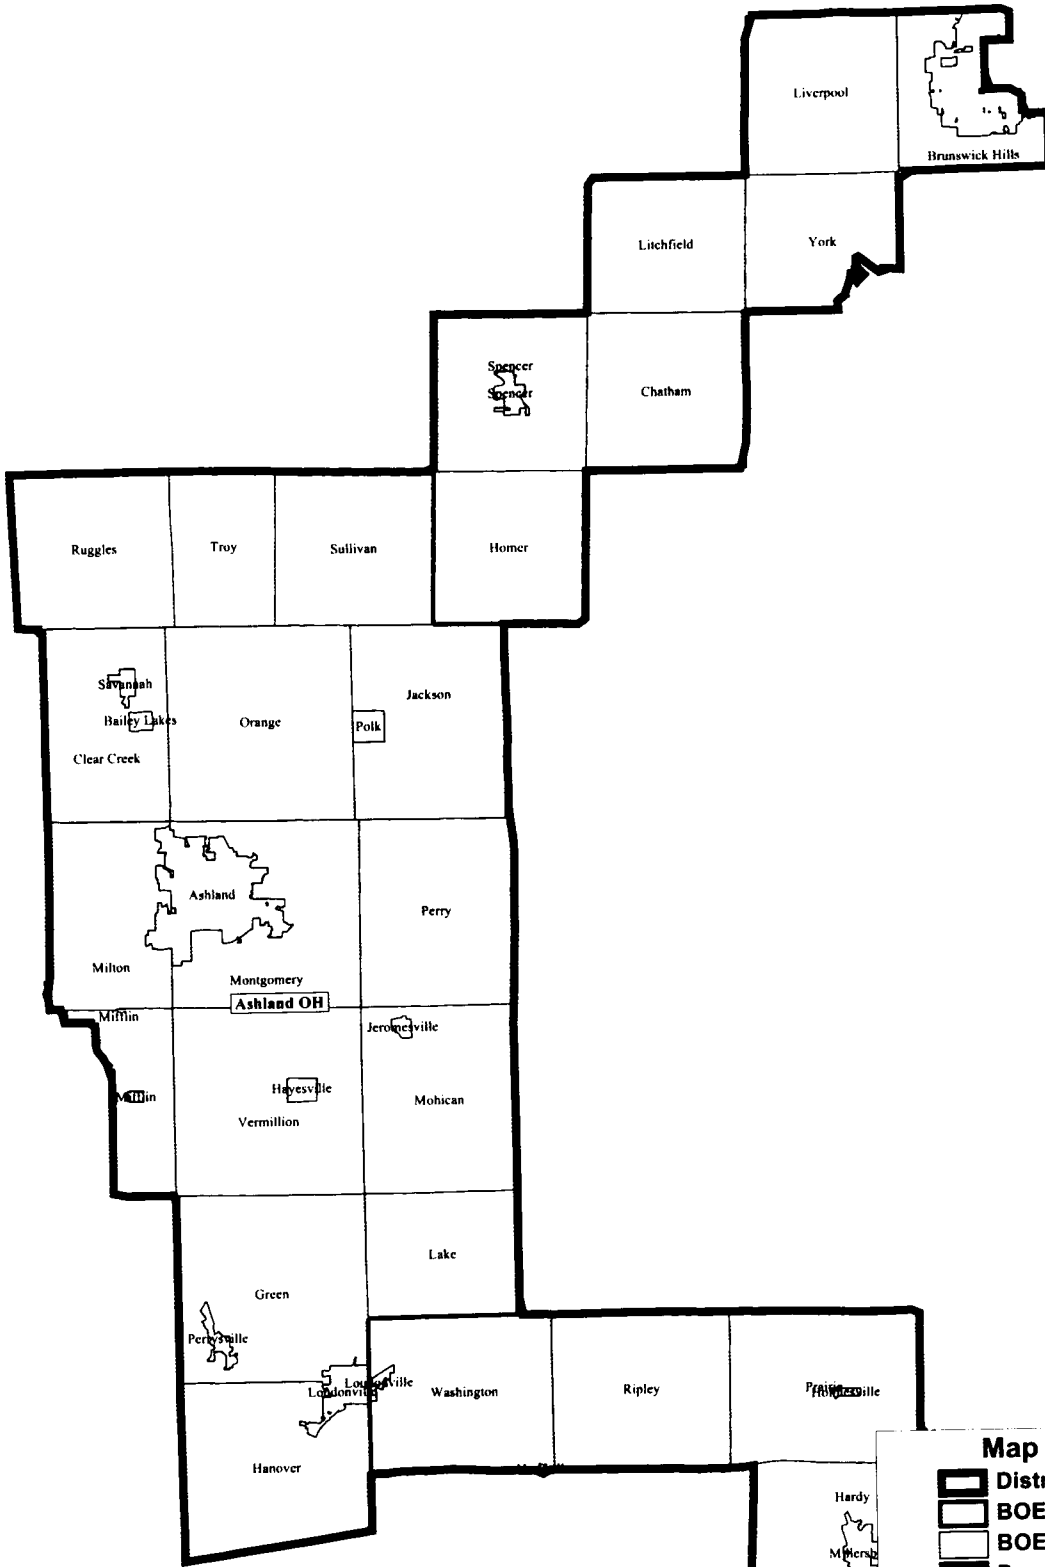 Liverpool
Brunswick Hills
Litchfield
York
Spencer
Spencer
Chatham
Ruggles
Troy
Sullivan
Homer
Savannah
Bailey Lakes
Clear Creek
Orange
Polk
Jackson
Ashland
Perry
Milton
Montgomery
Ashland OH
Mifflin
Jeromesville
Mifflin
Hayesville
Vermillion
Mohican
Lake
Green
Perrysville
Loudonville
Loudonville
Washington
Ripley
Prairie
Hanover
Hardy
Map
Distr
BOE
BOE